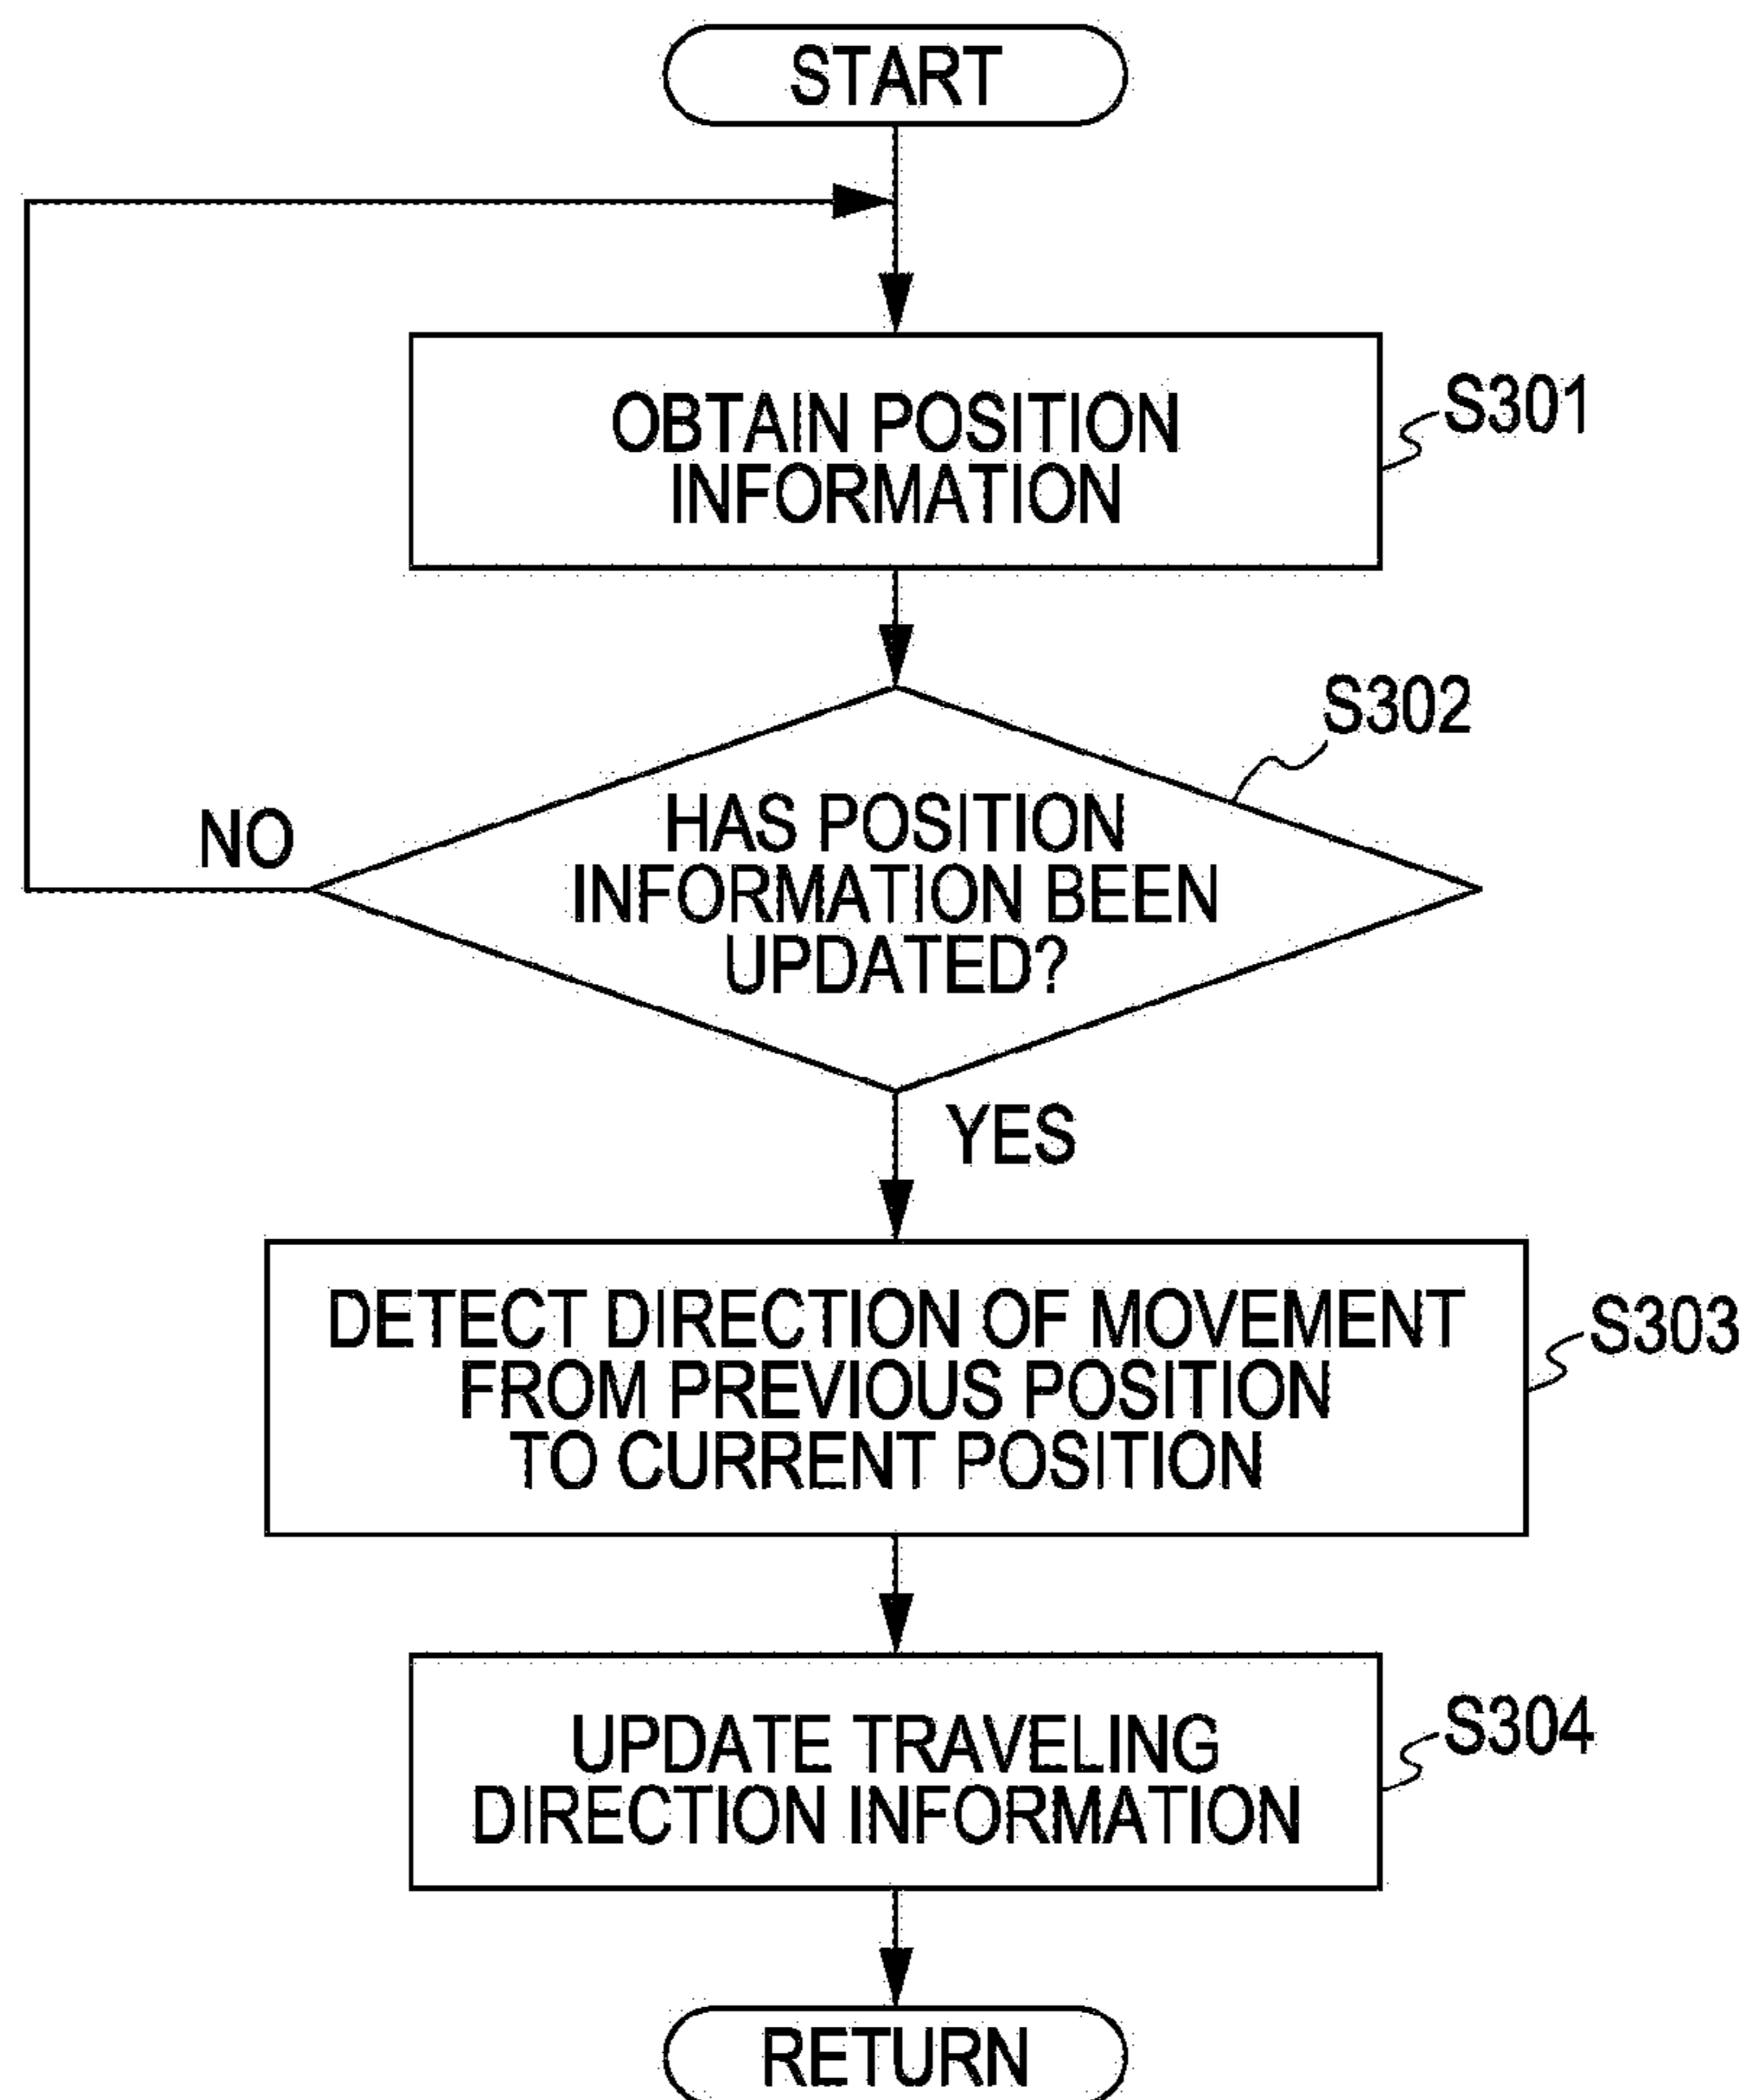 START
OBTAIN POSITION
INFORMATION
S301
S302
HAS POSITION
INFORMATION BEEN
UPDATED?
NO
YES
DETECT DIRECTION OF MOVEMENT
FROM PREVIOUS POSITION
TO CURRENT POSITION
S303
UPDATE TRAVELING
DIRECTION INFORMATION
S304
RETURN